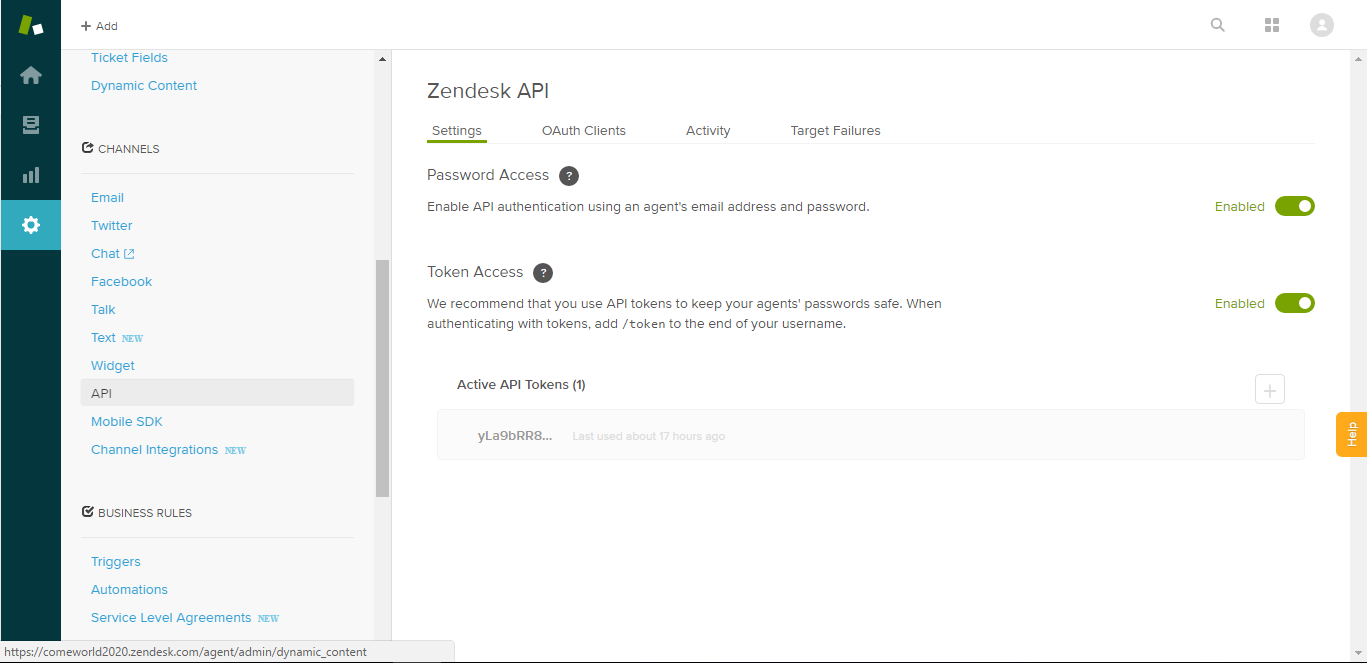 + Add
Ticket Fields
Dynamic Content
CHANNELS
Email
Twitter
Chat
Facebook
Talk
Text NEW
Widget
API
Mobile SDK
Channel Integrations NEW
BUSINESS RULES
Triggers
Automations
Service Level Agreements NEW
Zendesk API
Settings OAuth Clients Activity Target Failures
Password Access ?
Enable API authentication using an agent's email address and password. Enabled
Token Access ?
We recommend that you use API tokens to keep your agents' passwords safe. When Enabled
authenticating with tokens, add /token to the end of your username.
Active API Tokens (1) +
yLa9bRR8... Last used about 17 hours ago
Help
https://comeworld2020.zendesk.com/agent/admin/dynamic_content